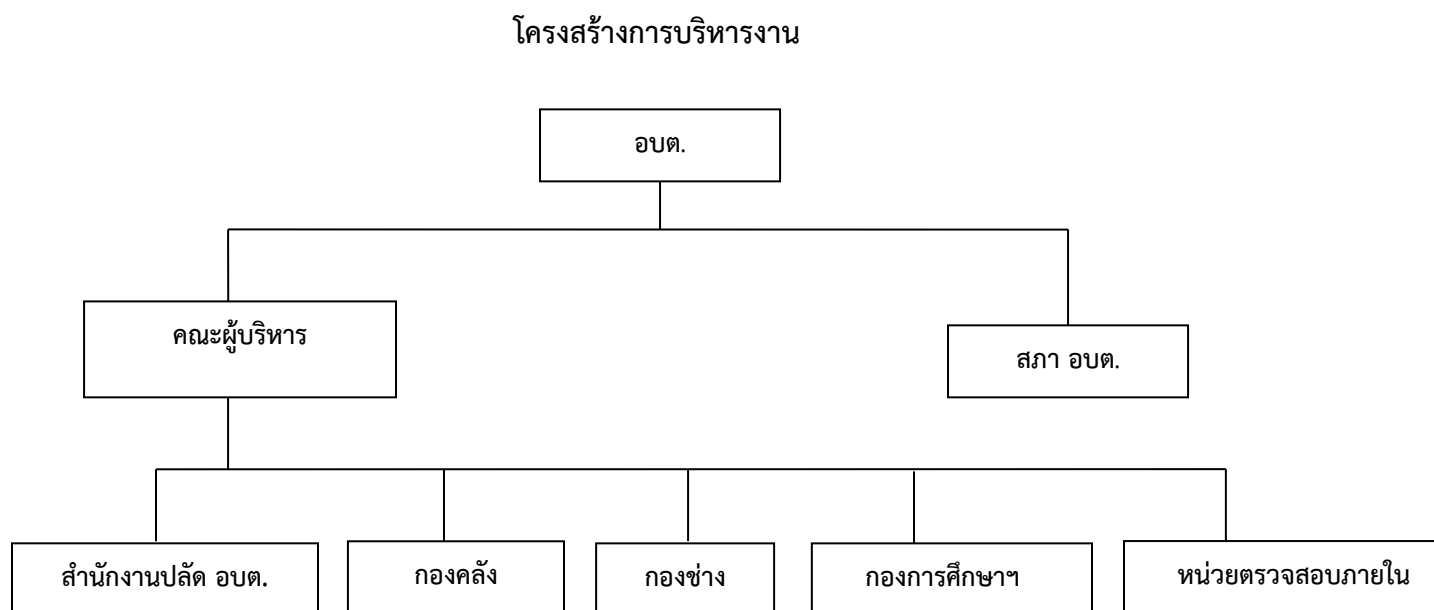 โครงสร้างการบริหารงาน
อบต.
คณะผู้บริหาร
สภา อบต.
สำนักงานปลัด อบต.
กองคลัง
กองช่าง
กองการศึกษาฯ
หน่วยตรวจสอบภายใน